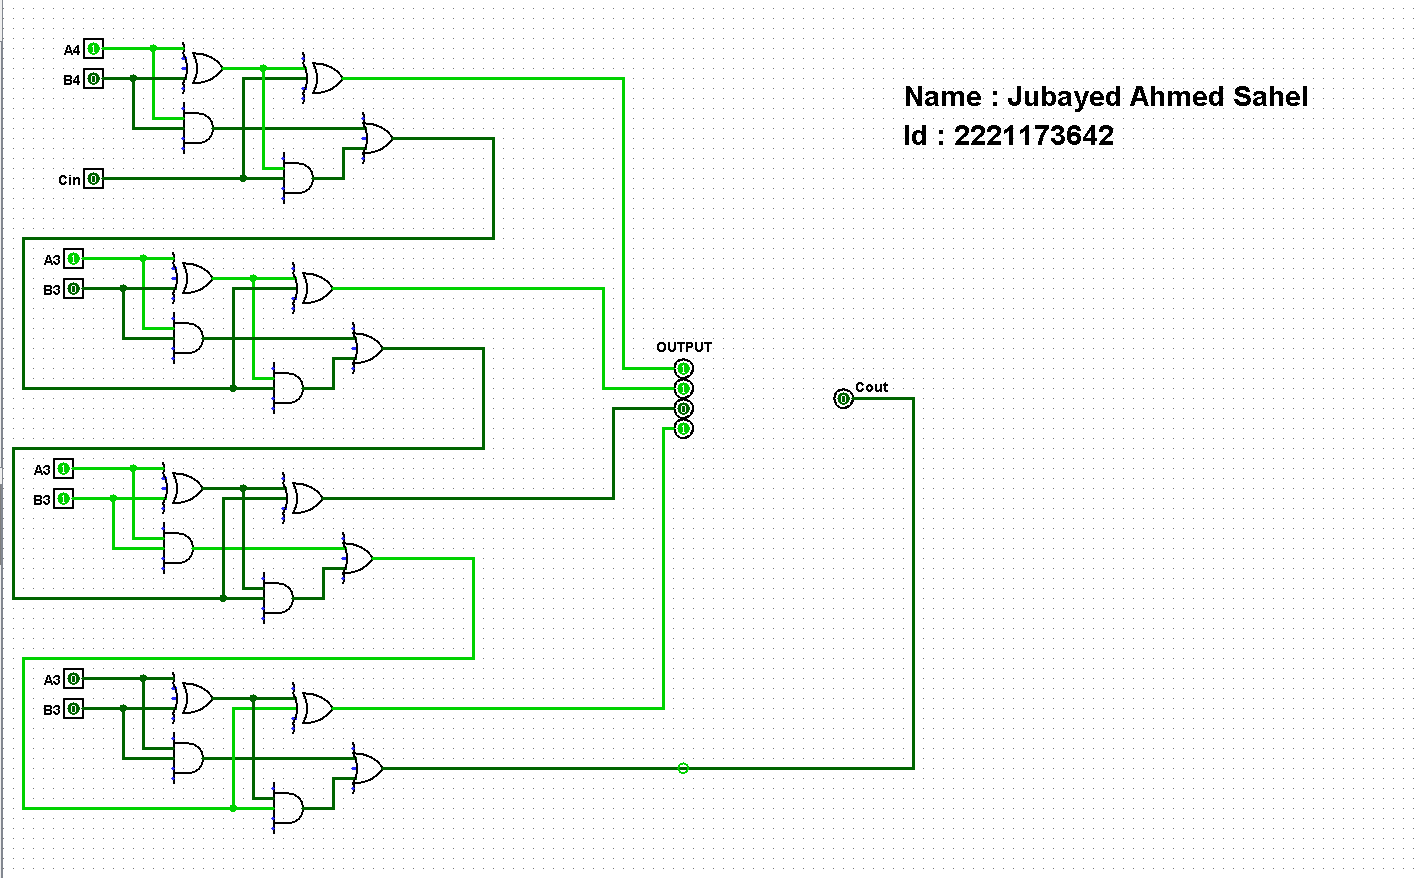 A4 1
B4 0
Cin 0
Name : Jubayed Ahmed Sahel
Id : 2221173642
A3 1
B3 0
OUTPUT
1
1
0
1
Cout
0
A3 1
B3 1
A3 0
B3 0